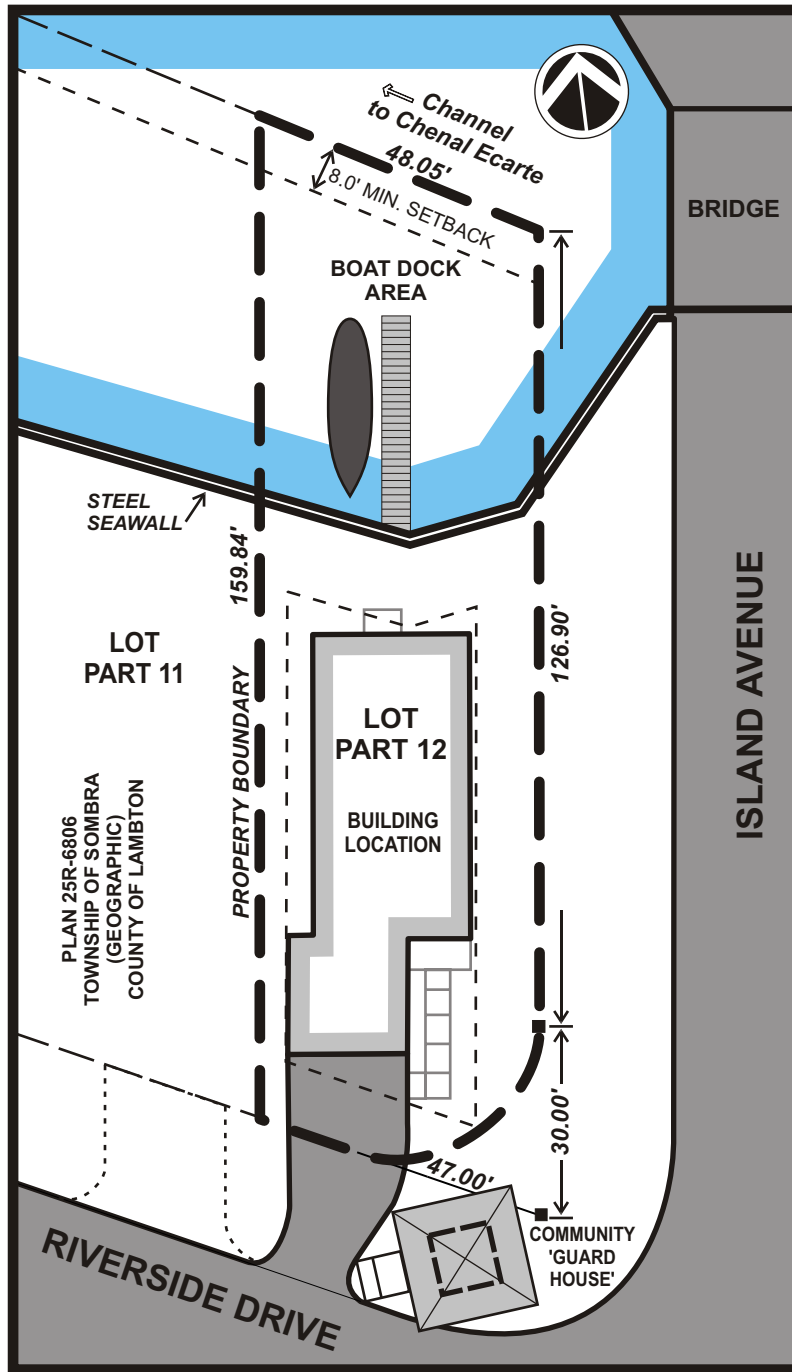 Channel
to Chenal Ecarte
48.05'
8.0' MIN. SETBACK
BRIDGE
BOAT DOCK
AREA
STEEL
SEAWALL
159.84'
126.90'
ISLAND AVENUE
LOT
PART 11
LOT
PART 12
PROPERTY BOUNDARY
BUILDING
LOCATION
PLAN 25R-6806
TOWNSHIP OF SOMBRA
(GEOGRAPHIC)
COUNTY OF LAMBTON
30.00'
47.00'
COMMUNITY
'GUARD
HOUSE'
RIVERSIDE DRIVE